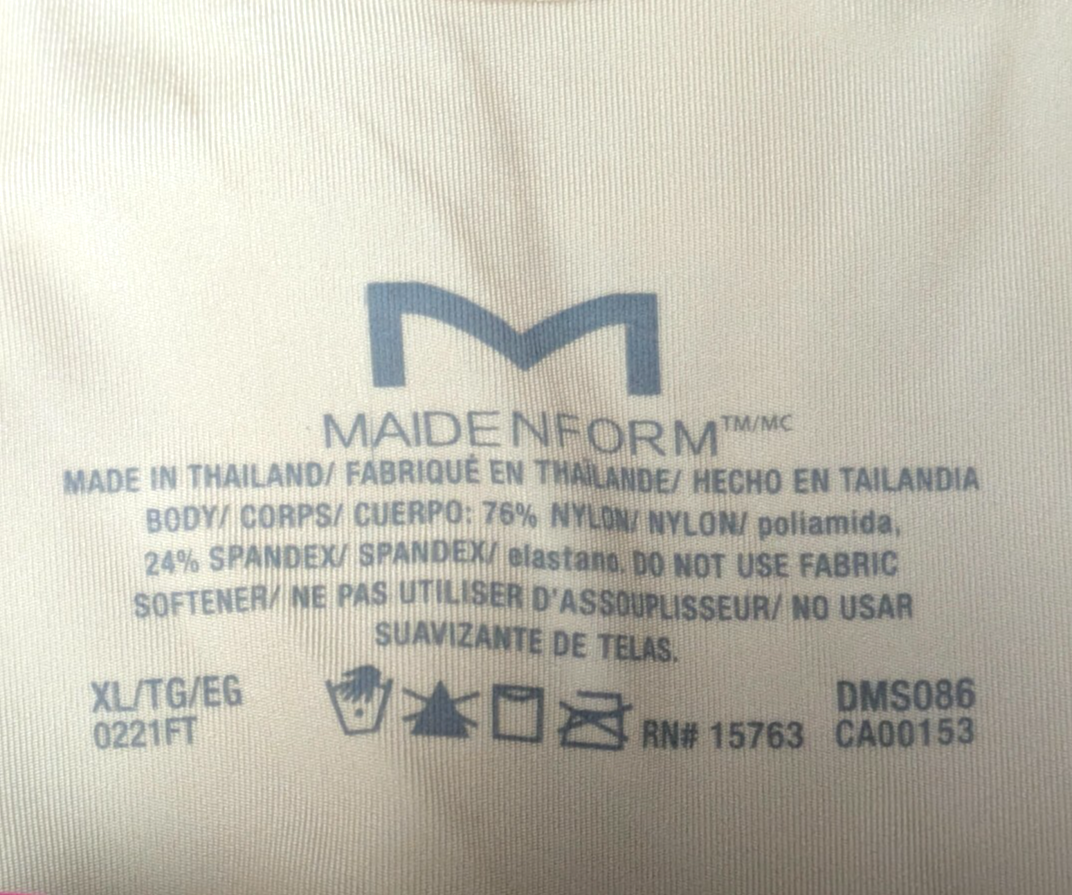 MAIDENFORM™/MC
MADE IN THAILAND/ FABRIQUÉ EN THAÏLANDE/ HECHO EN TAILANDIA
BODY/ CORPS/ CUERPO: 76% NYLON/ NYLON/ poliamida,
24% SPANDEX/ SPANDEX/ elastano. DO NOT USE FABRIC
SOFTENER/ NE PAS UTILISER D'ASSOUPLISSEUR/ NO USAR
SUAVIZANTE DE TELAS.
XL/TG/EG
0221FT
RN# 15763
DMS086
CA00153